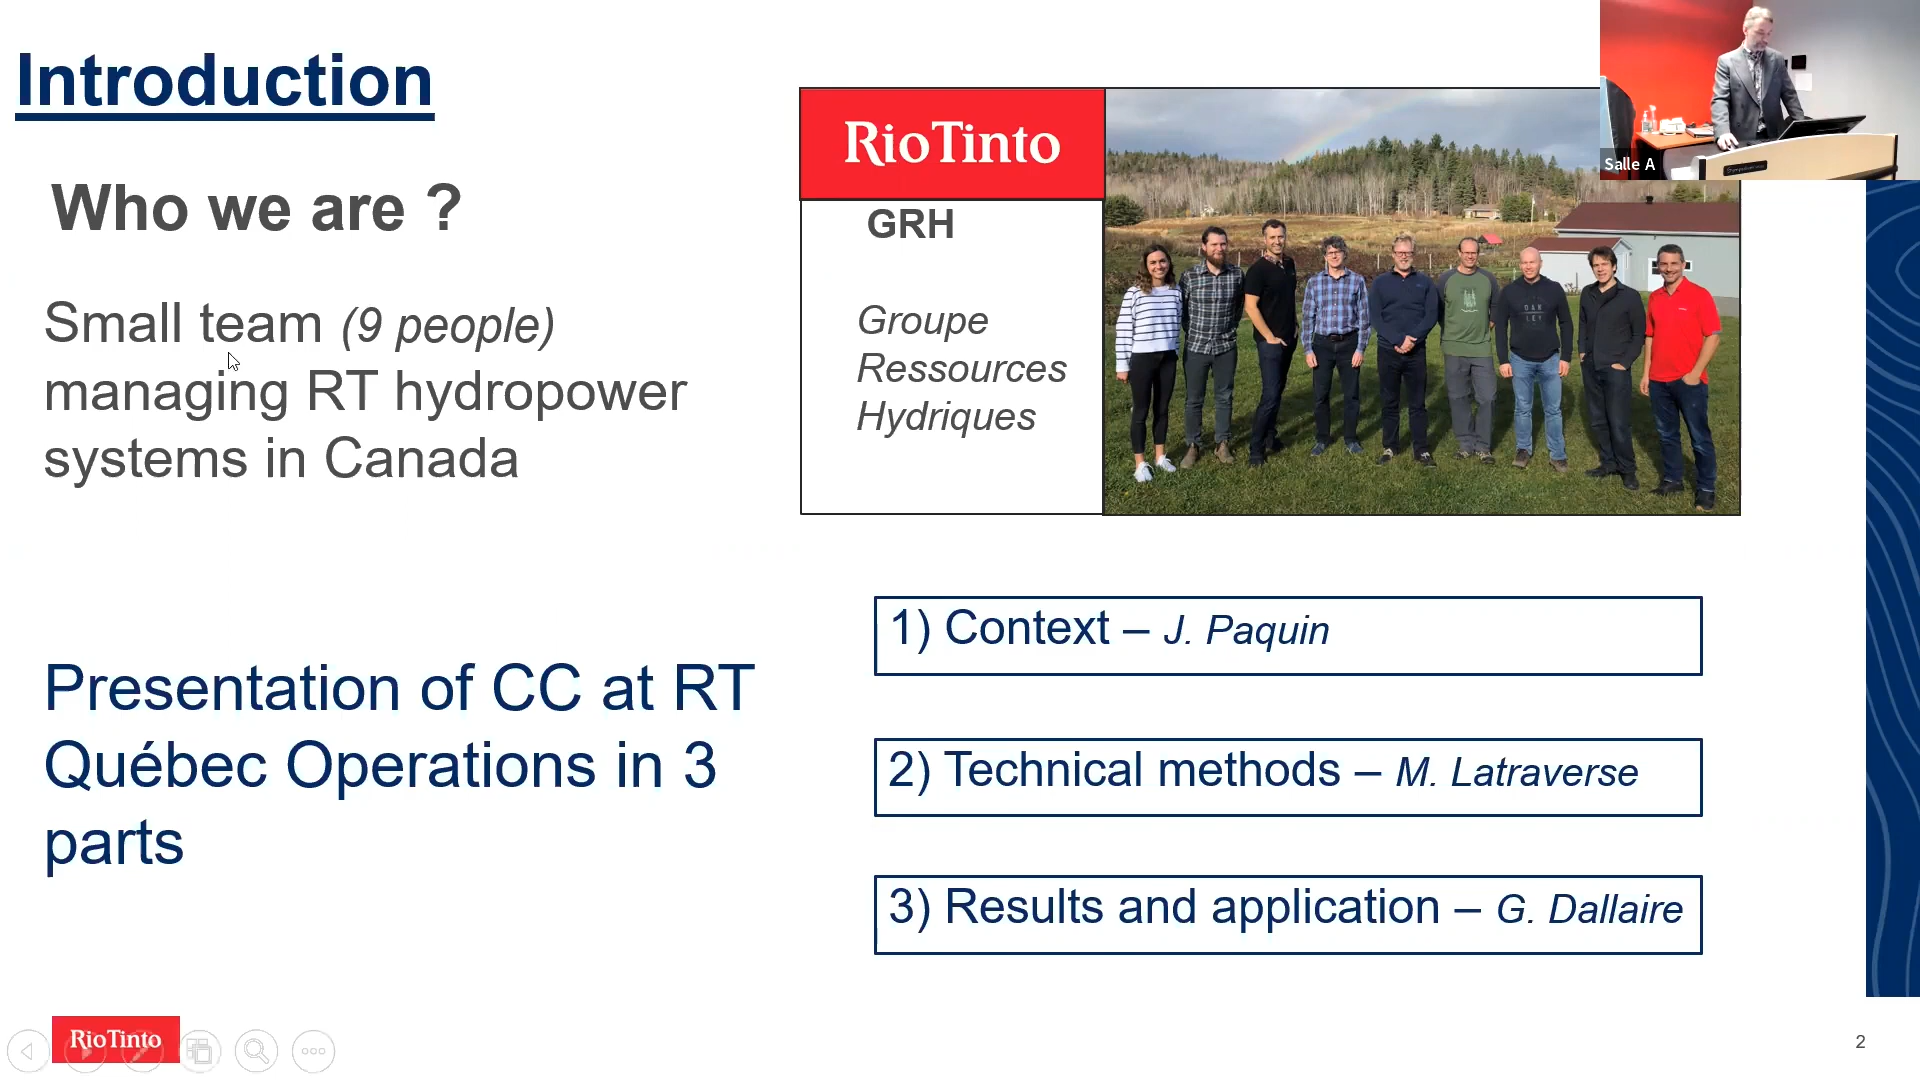 Introduction
Who we are ?
Small team (9 people)
managing RT hydropower
systems in Canada
RioTinto
GRH
Groupe
Ressources
Hydriques
Salle A
Presentation of CC at RT
Québec Operations in 3
parts
1) Context – J. Paquin
2) Technical methods – M. Latraverse
3) Results and application – G. Dallaire
RioTinto
2